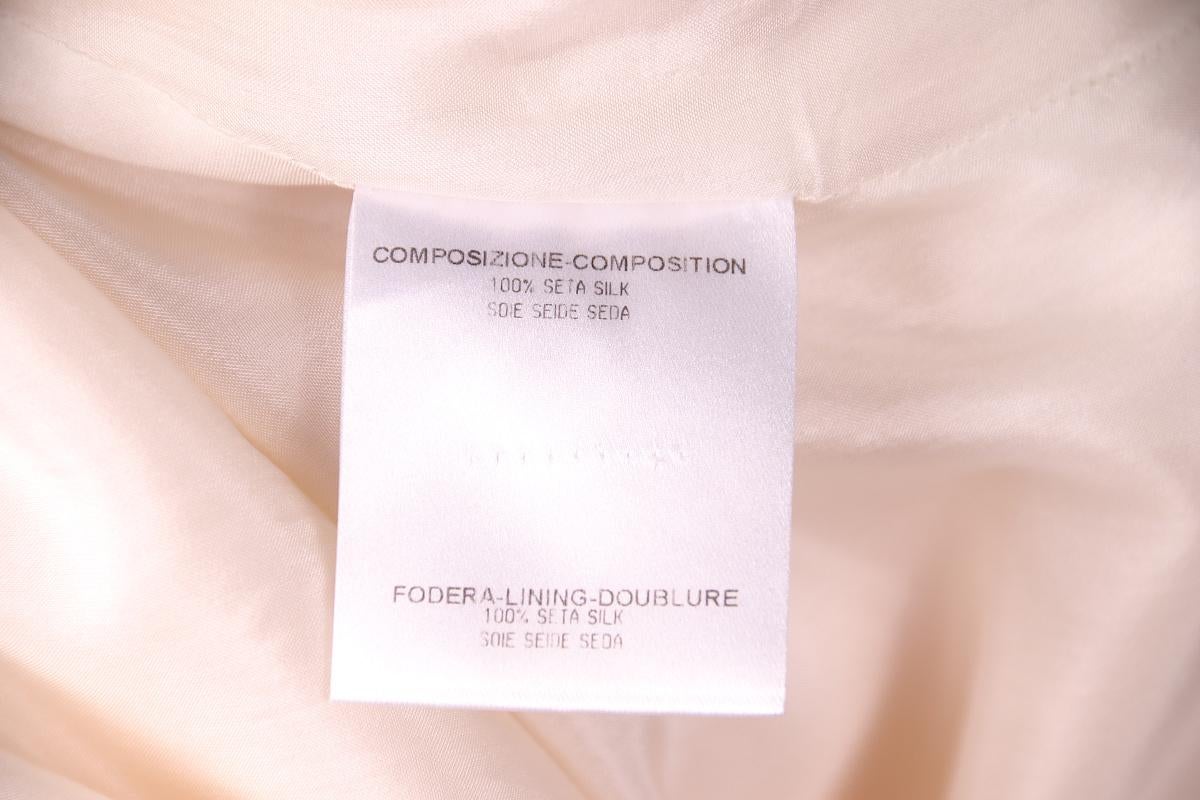 COMPOSIZIONE-COMPOSITION
100% SETA SILK
SOIE SEIDE SEDA
FODERA-LINING-DOUBLURE
100% SETA SILK
SOIE SEIDE SEDA